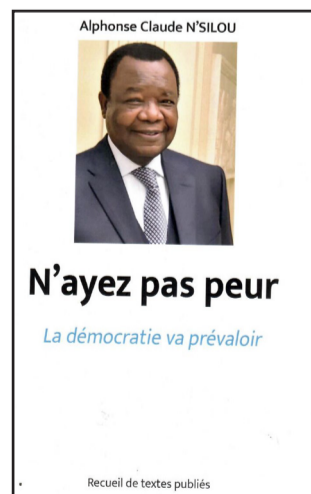 Alphonse Claude N'SILOU
N'ayez pas peur
La démocratie va prévaloir
Recueil de textes publiés